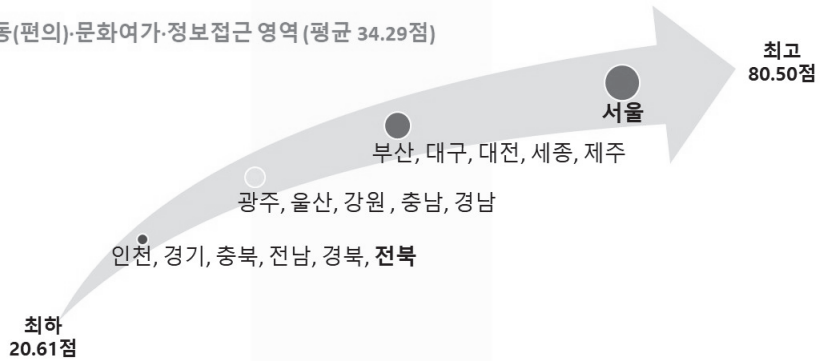 동(편의)·문화여가·정보접근 영역 (평균 34.29점)
최고
80.50점
서울
부산, 대구, 대전, 세종, 제주
광주, 울산, 강원 , 충남, 경남
인천, 경기, 충북, 전남, 경북, 전북
최하
20.61점